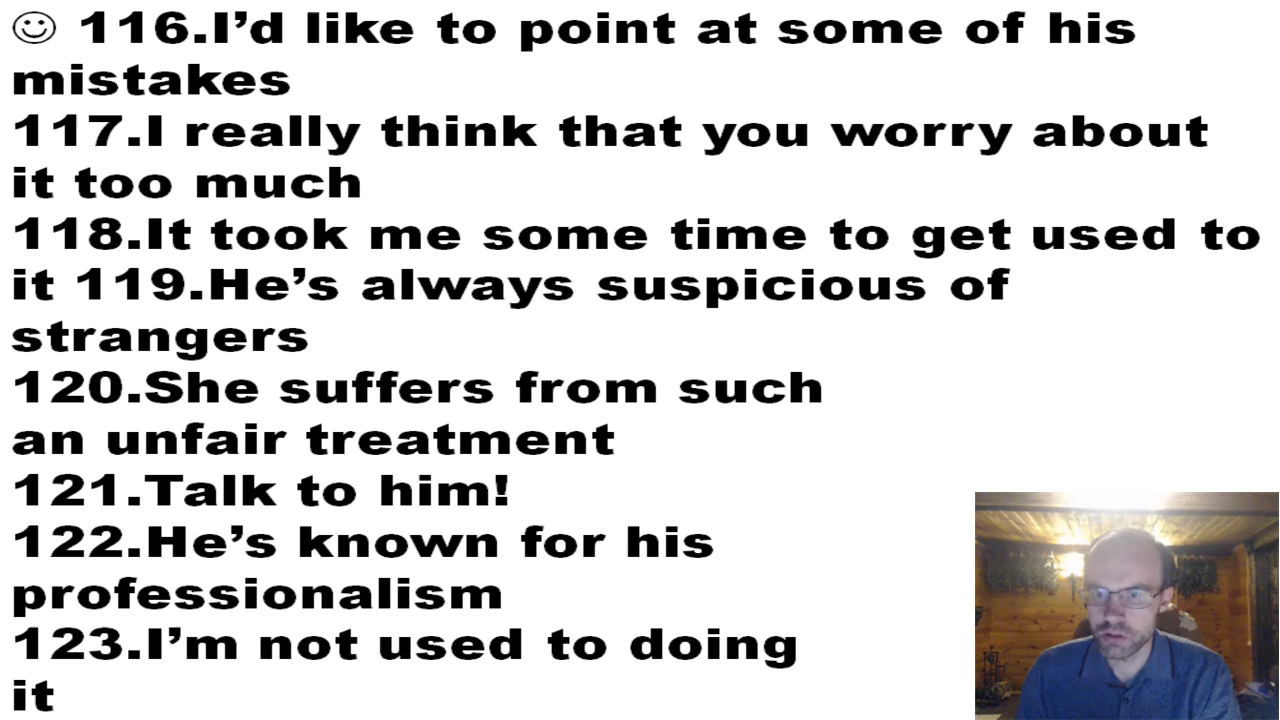 ☺ 116.I’d like to point at some of his
mistakes
117.I really think that you worry about
it too much
118.It took me some time to get used to
it 119.He’s always suspicious of
strangers
120.She suffers from such
an unfair treatment
121.Talk to him!
122.He’s known for his
professionalism
123.I’m not used to doing
it